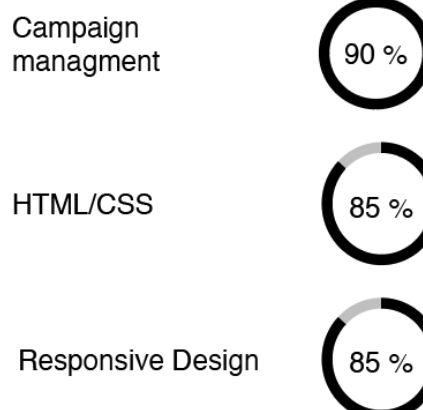 Campaign
managment
90 %
HTML/CSS
85 %
Responsive Design
85 %